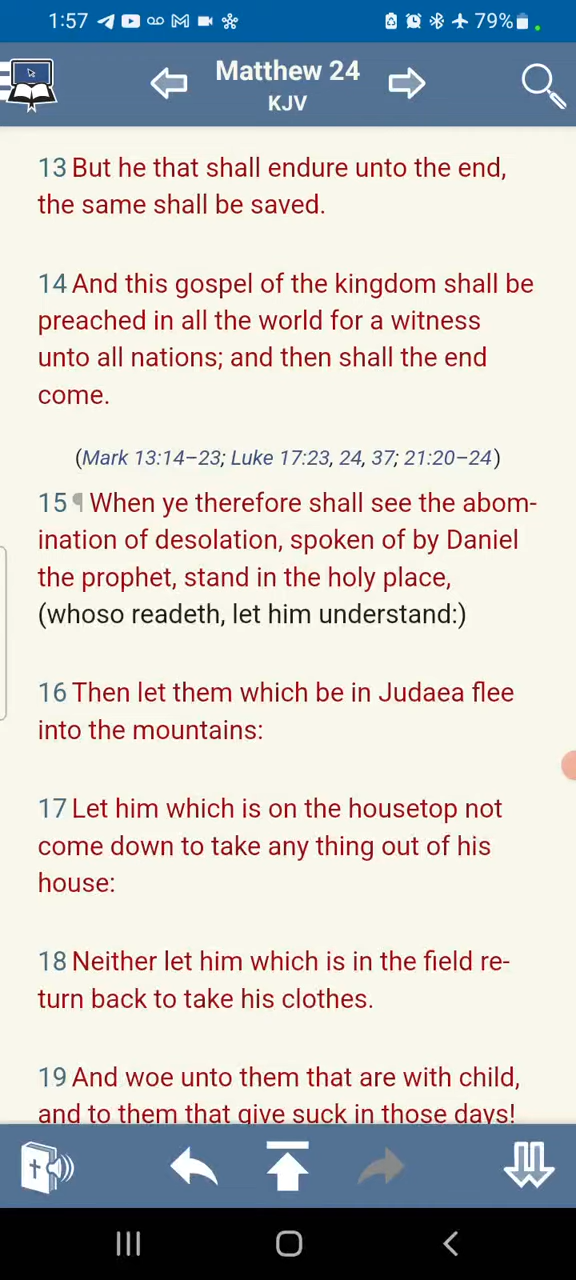 1:57 79%
Matthew 24
KJV
13 But he that shall endure unto the end,
the same shall be saved.
14 And this gospel of the kingdom shall be
preached in all the world for a witness
unto all nations; and then shall the end
come.
(Mark 13:14–23; Luke 17:23, 24, 37; 21:20–24)
15 ¶ When ye therefore shall see the abom-
ination of desolation, spoken of by Daniel
the prophet, stand in the holy place,
(whoso readeth, let him understand:)
16 Then let them which be in Judaea flee
into the mountains:
17 Let him which is on the housetop not
come down to take any thing out of his
house:
18 Neither let him which is in the field re-
turn back to take his clothes.
19 And woe unto them that are with child,
and to them that give suck in those days!